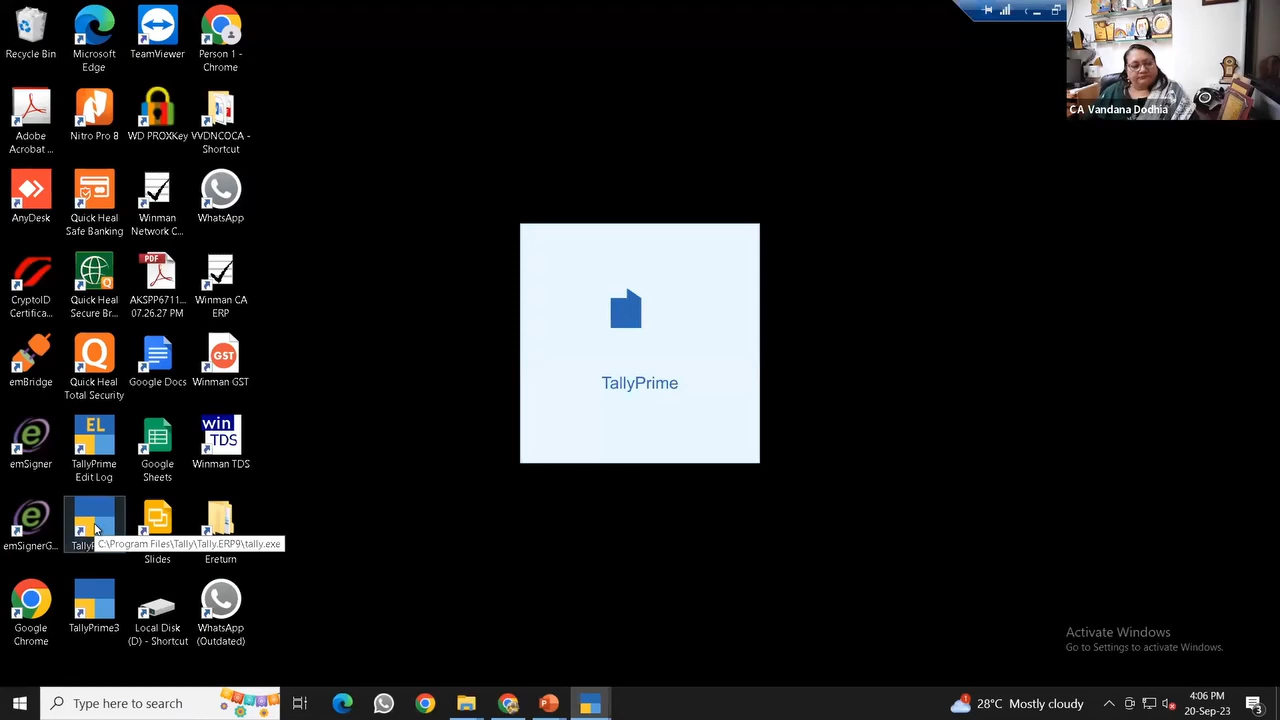 Recycle Bin
Microsoft
Edge
TeamViewer
Person 1 -
Chrome
Adobe
Acrobat ...
Nitro Pro 8
WD PROXKey
VVDNCOCA -
Shortcut
AnyDesk
Quick Heal
Safe Banking
Winman
Network C...
WhatsApp
CryptoID
Certifica...
Quick Heal
Secure Br...
PDF
AKSPP6711...
07.26.27 PM
Winman CA
ERP
emBridge
Quick Heal
Total Security
Google Docs
GST
Winman GST
emSigner
EL
TallyPrime
Edit Log
Google
Sheets
win
TDS
Winman TDS
emSignerG...
C:\Program Files\Tally\Tally.ERP9\tally.exe
Slides
Ereturn
Google
Chrome
TallyPrime3
Local Disk
(D) - Shortcut
WhatsApp
(Outdated)
TallyPrime
CA Vandana Dodhia
Activate Windows
Go to Settings to activate Windows.
Type here to search
28°C Mostly cloudy
4:06 PM
20-Sep-23
3